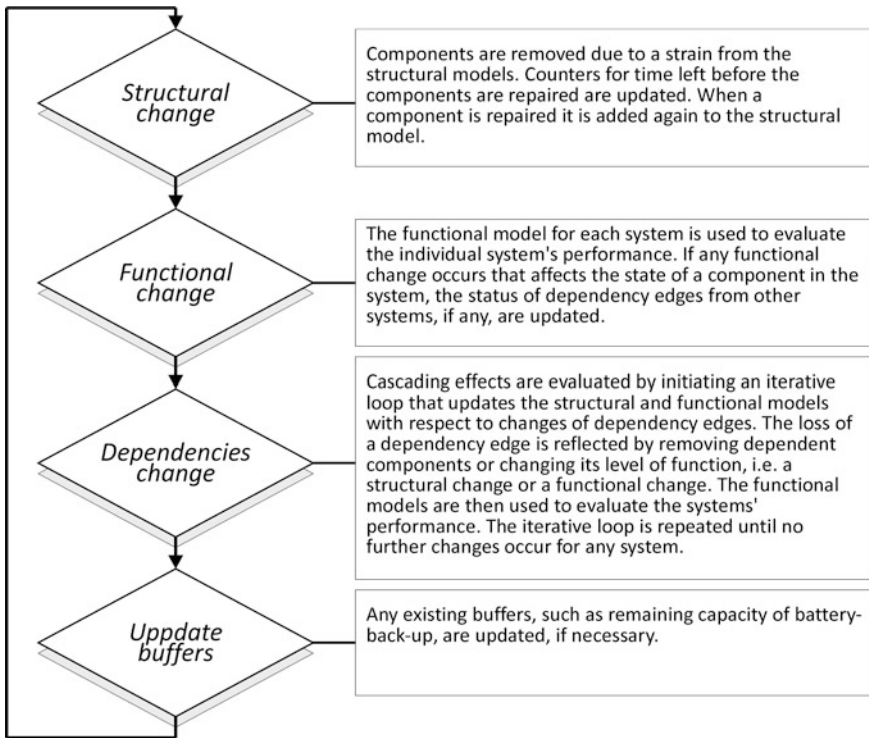 Structural
change
Components are removed due to a strain from the
structural models. Counters for time left before the
components are repaired are updated. When a
component is repaired it is added again to the structural
model.
Functional
change
The functional model for each system is used to evaluate
the individual system's performance. If any functional
change occurs that affects the state of a component in the
system, the status of dependency edges from other
systems, if any, are updated.
Dependencies
change
Cascading effects are evaluated by initiating an iterative
loop that updates the structural and functional models
with respect to changes of dependency edges. The loss of
a dependency edge is reflected by removing dependent
components or changing its level of function, i.e. a
structural change or a functional change. The functional
models are then used to evaluate the systems'
performance. The iterative loop is repeated until no
further changes occur for any system.
Uppdate
buffers
Any existing buffers, such as remaining capacity of battery-
back-up, are updated, if necessary.